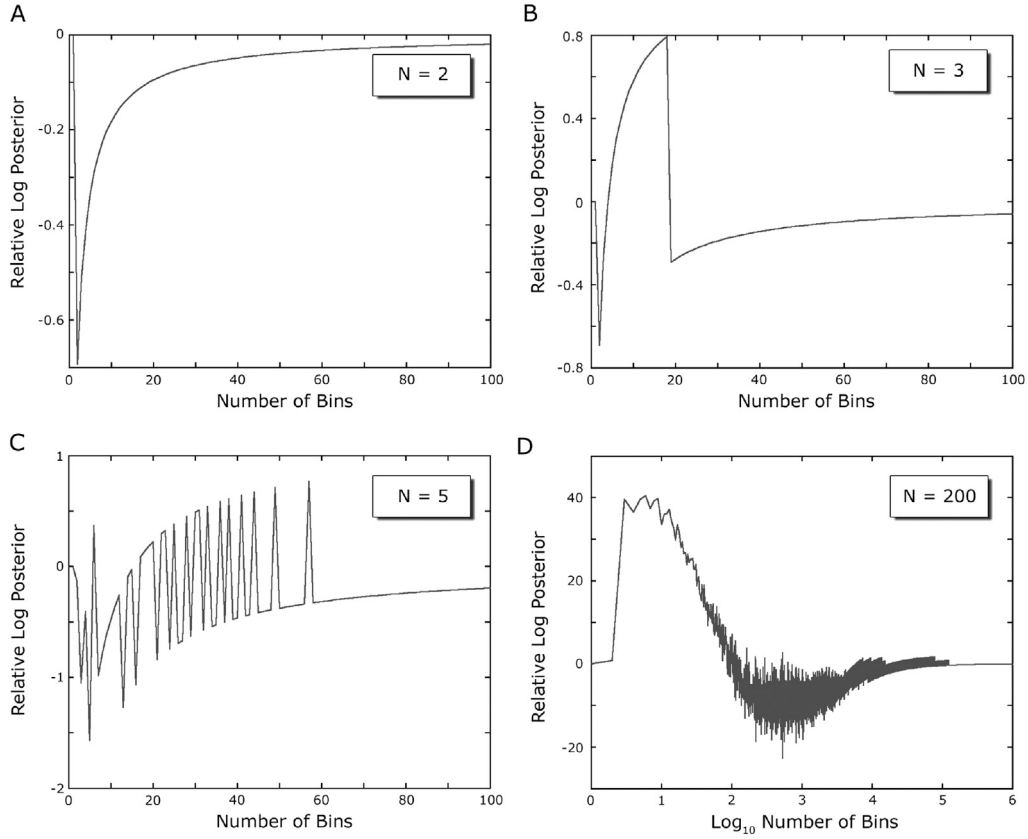 A
0
-0.2
-0.4
-0.6
Relative Log Posterior
N = 2
0 20 40 60 80 100
Number of Bins
B
0.8
0.4
0
-0.4
-0.8
Relative Log Posterior
N = 3
0 20 40 60 80 100
Number of Bins
C
1
0
-1
-2
Relative Log Posterior
N = 5
0 20 40 60 80 100
Number of Bins
D
40
20
0
-20
Relative Log Posterior
N = 200
0 1 2 3 4 5 6
Log₁₀ Number of Bins